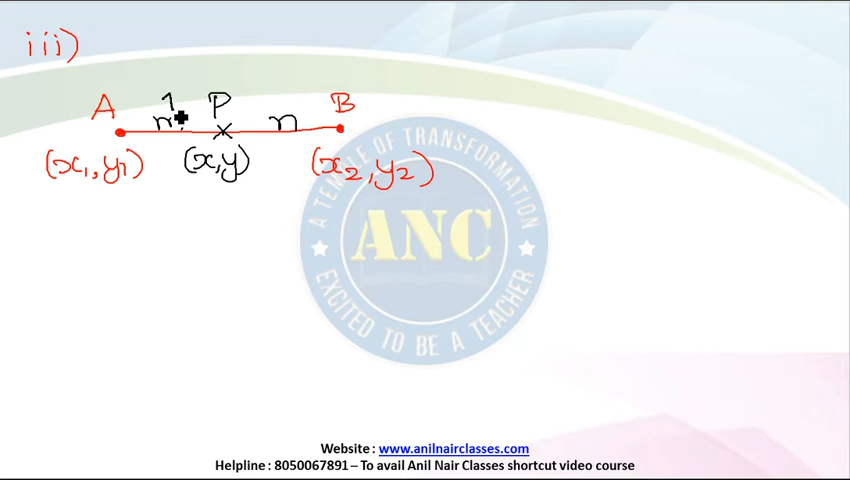 iii)
A 1 P B
n
(x1, y1) (x, y) (x2, y2)
A TEMPLE OF TRANSFORMATION
ANC
EXCITED TO BE A TEACHER
Website : www.anilnairclasses.com
Helpline : 8050067891 – To avail Anil Nair Classes shortcut video course